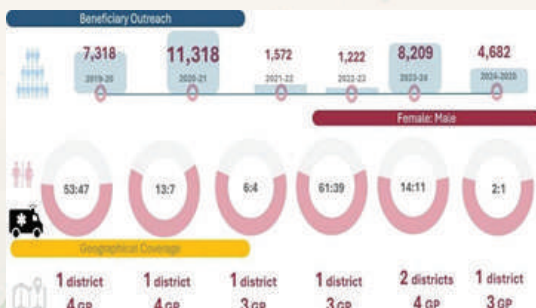 Beneficiary Outreach
7,318 11,318 1,572 1,222 8,209 4,682
2019-20 2020-21 2021-22 2022-23 2023-24 2024-2025
Female: Male
53:47 13:7 6:4 61:39 14:11 2:1
Geographical Coverage
1 district 1 district 1 district 1 district 2 districts 1 district
4 GP 4 GP 3 GP 3 GP 4 GP 3 GP